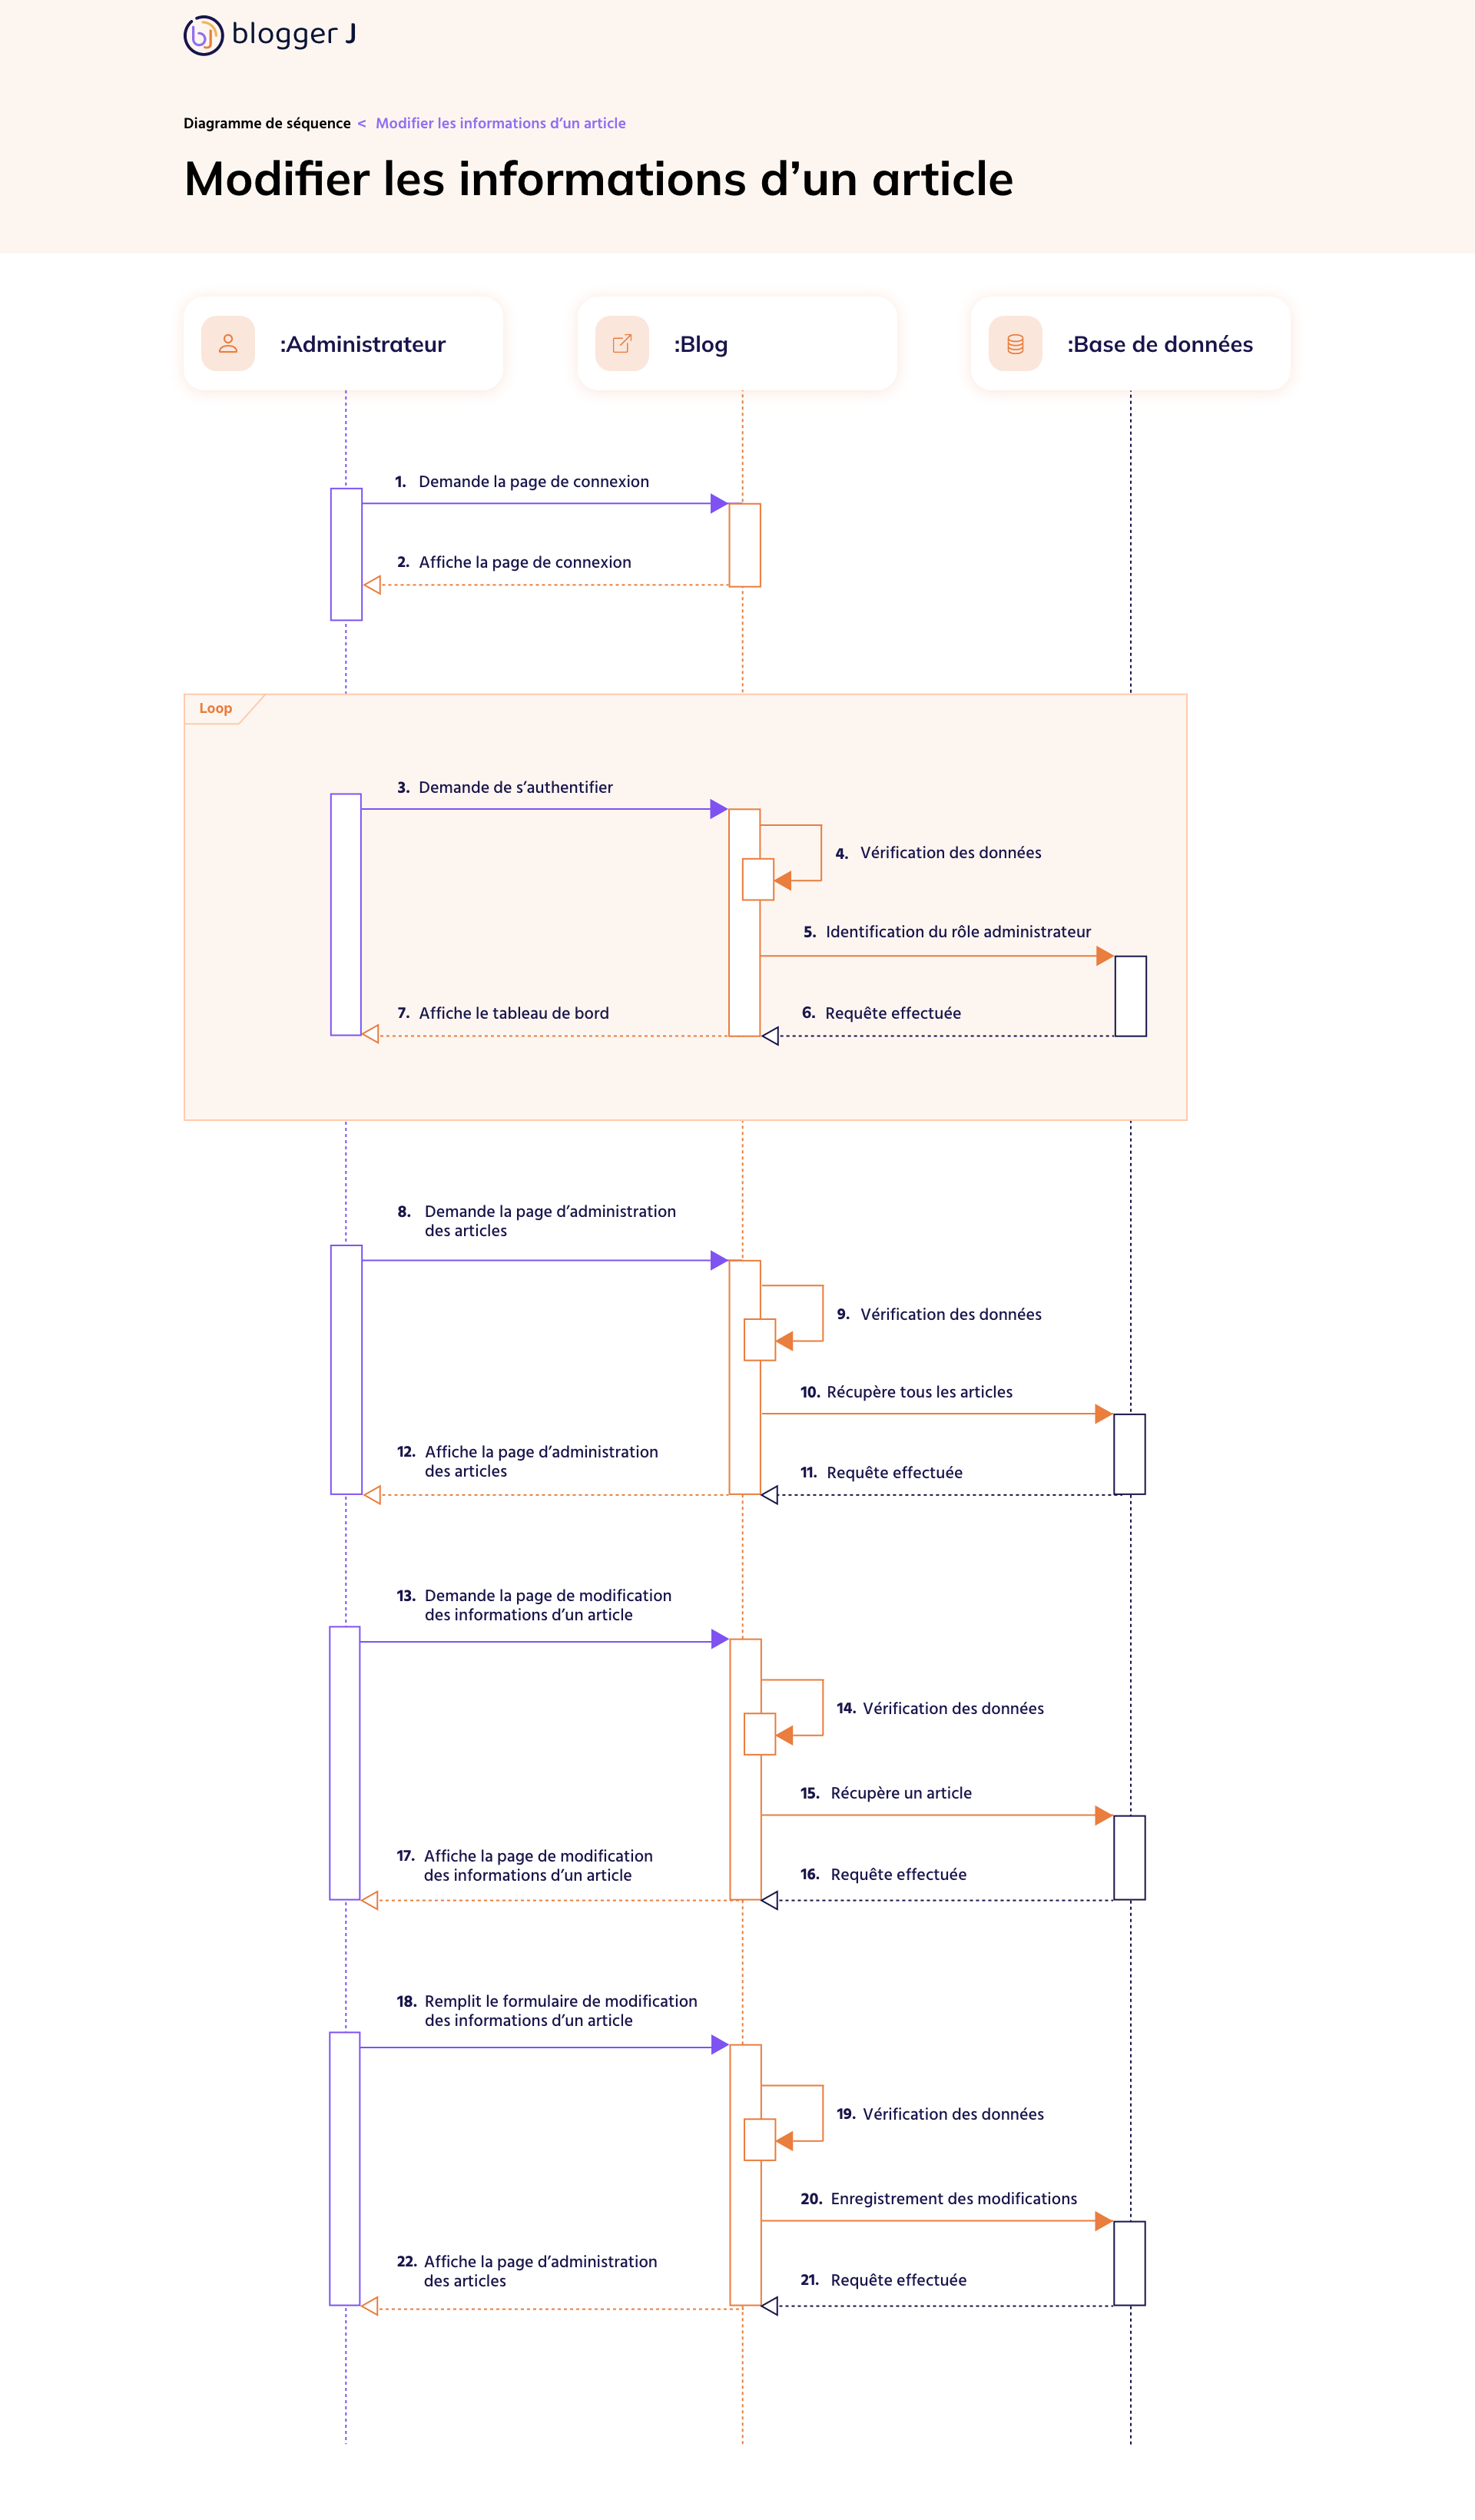 blogger J
Diagramme de séquence < Modifier les informations d’un article
Modifier les informations d’un article
:Administrateur
:Blog
:Base de données
1. Demande la page de connexion
2. Affiche la page de connexion
Loop
3. Demande de s’authentifier
4. Vérification des données
5. Identification du rôle administrateur
7. Affiche le tableau de bord
6. Requête effectuée
8. Demande la page d’administration
des articles
9. Vérification des données
10. Récupère tous les articles
12. Affiche la page d’administration
des articles
11. Requête effectuée
13. Demande la page de modification
des informations d’un article
14. Vérification des données
15. Récupère un article
17. Affiche la page de modification
des informations d’un article
16. Requête effectuée
18. Remplit le formulaire de modification
des informations d’un article
19. Vérification des données
20. Enregistrement des modifications
22. Affiche la page d’administration
des articles
21. Requête effectuée